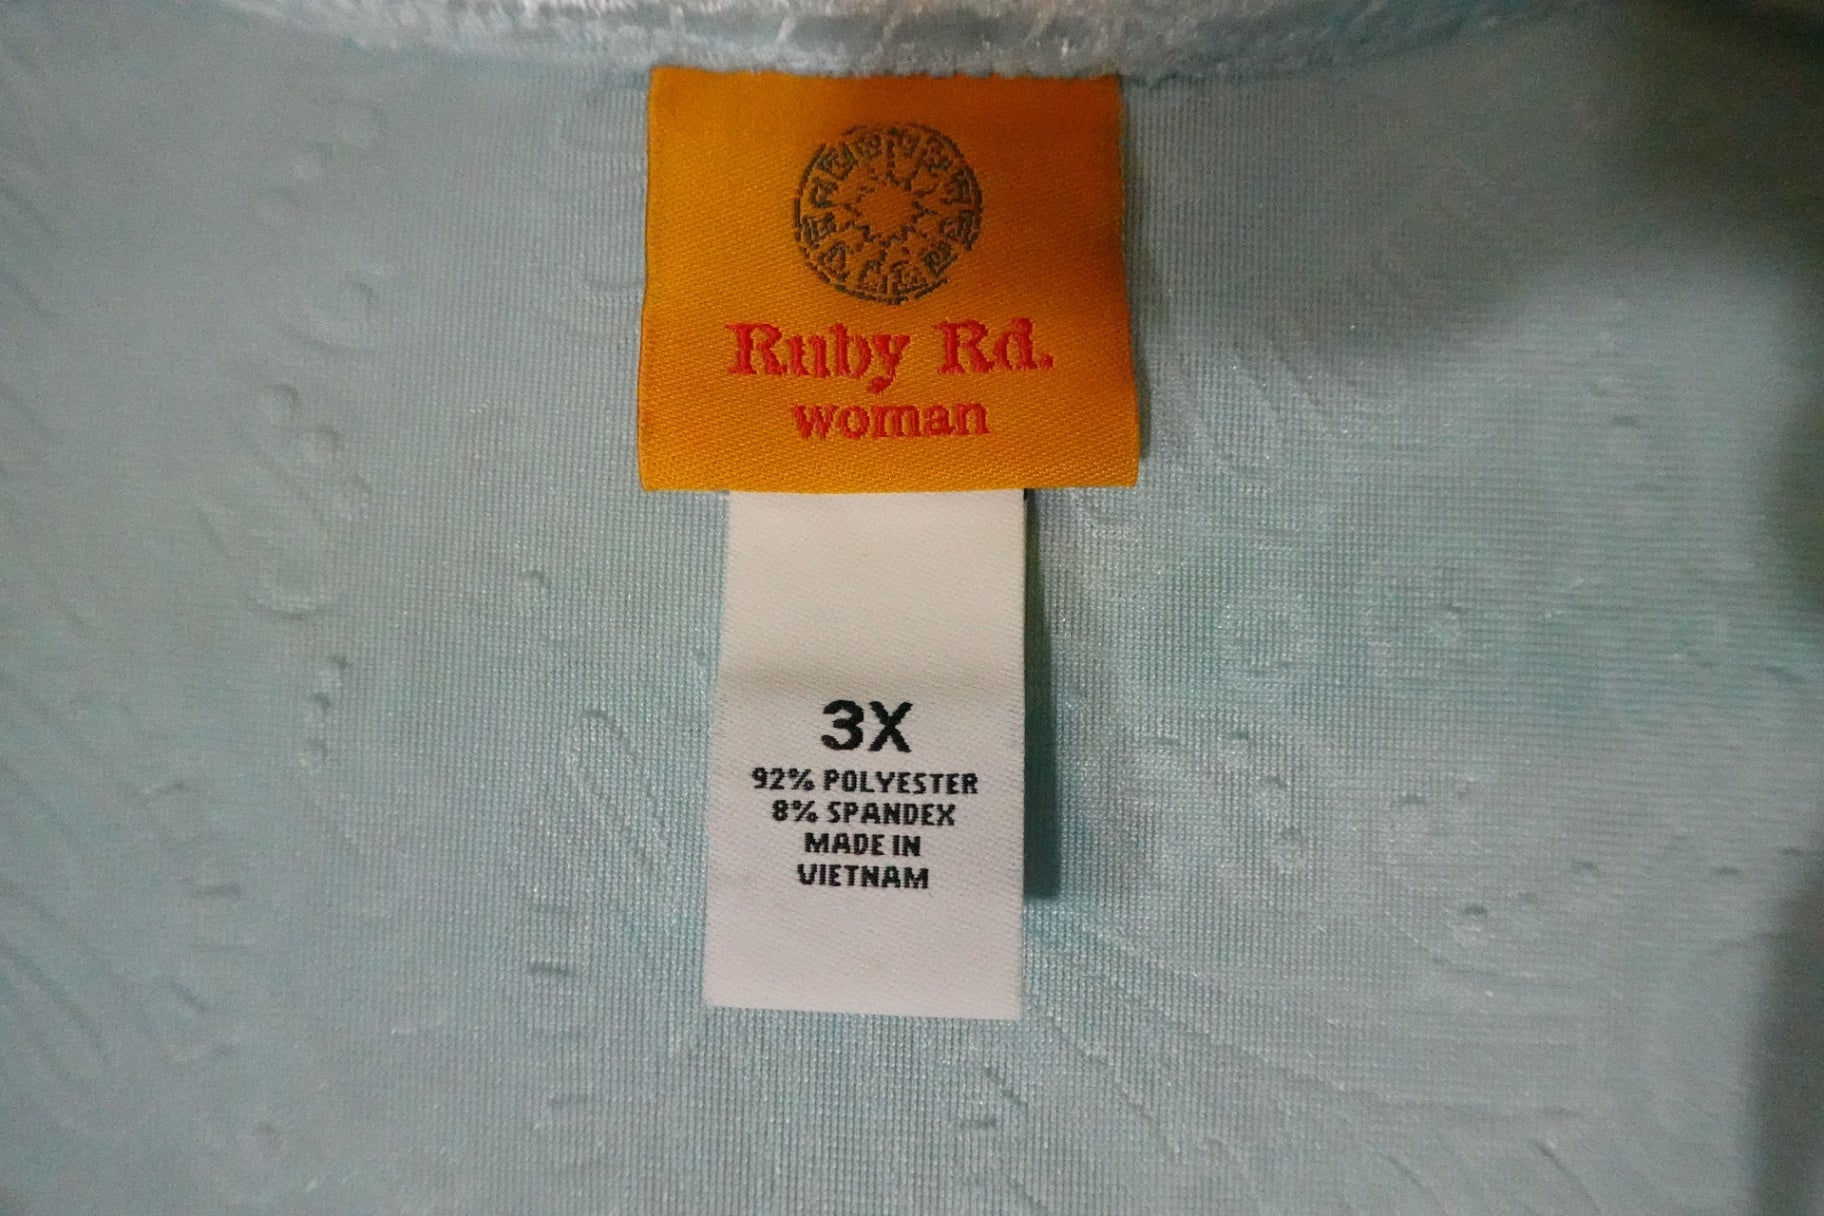 Ruby Rd.
woman
3X
92% POLYESTER
8% SPANDEX
MADE IN
VIETNAM